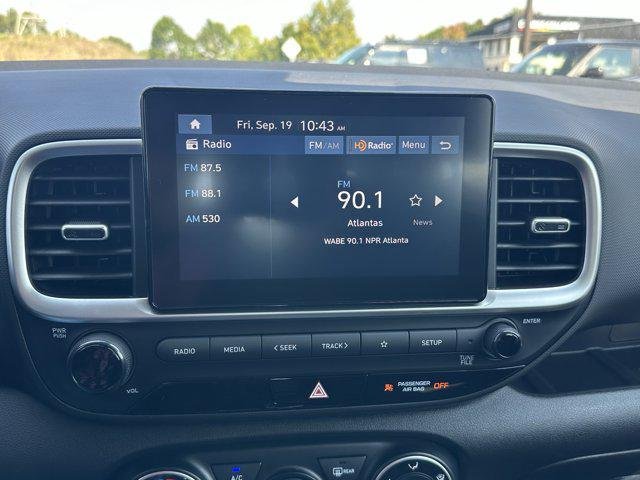 Fri, Sep. 19 10:43 AM
Radio FM/AM HD Radio Menu
FM 87.5
FM 88.1
AM 530
FM
90.1
Atlantas
News
WABE 90.1 NPR Atlanta
PWR PUSH
VOL
RADIO MEDIA < SEEK TRACK > SETUP
ENTER
TUNE FILE
PASSENGER AIR BAG OFF
A/C
REAR